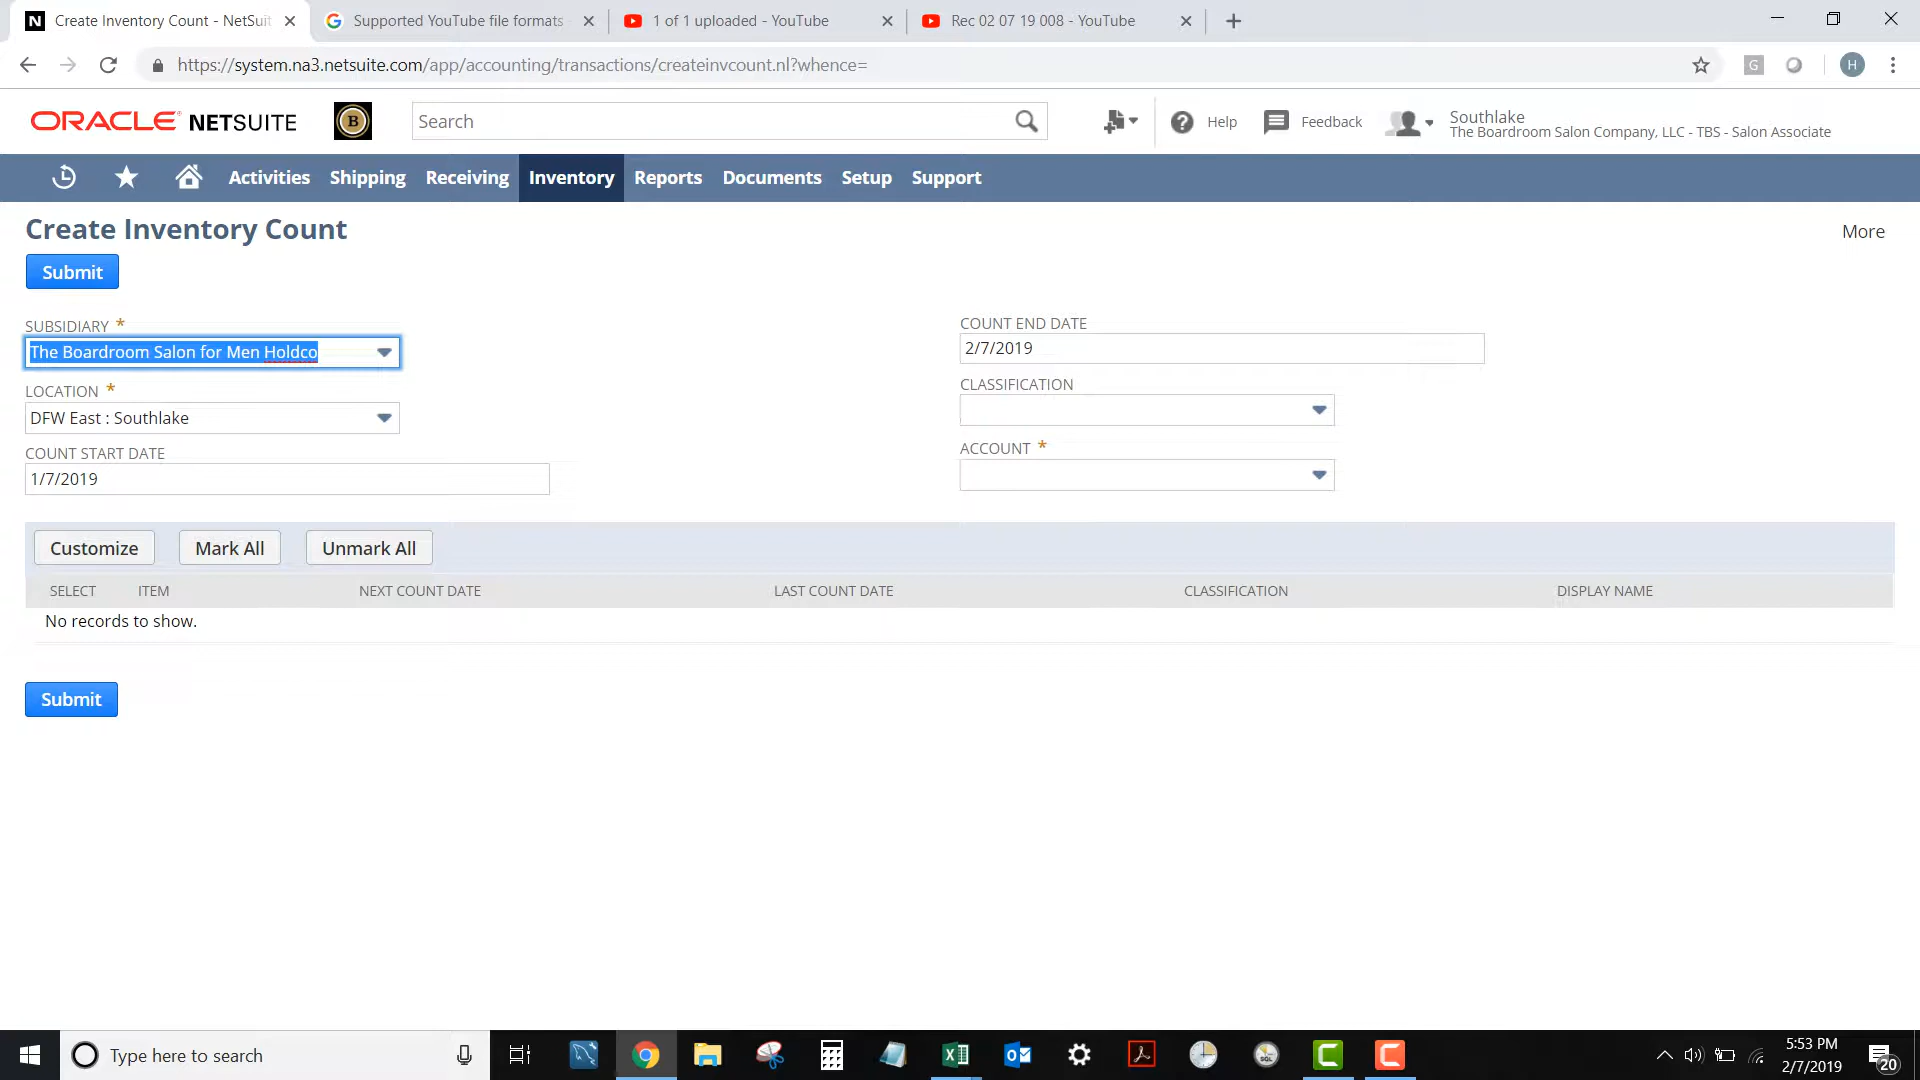 Create Inventory Count - NetSuit
Supported YouTube file formats
1 of 1 uploaded - YouTube
Rec 02 07 19 008 - YouTube
https://system.na3.netsuite.com/app/accounting/transactions/createinvcount.nl?whence=
G
H
ORACLE NETSUITE
B
Search
Help
Feedback
Southlake
The Boardroom Salon Company, LLC - TBS - Salon Associate
Activities
Shipping
Receiving
Inventory
Reports
Documents
Setup
Support
Create Inventory Count
More
Submit
SUBSIDIARY *
The Boardroom Salon for Men Holdco
LOCATION *
DFW East : Southlake
COUNT START DATE
1/7/2019
COUNT END DATE
2/7/2019
CLASSIFICATION
ACCOUNT *
Customize
Mark All
Unmark All
SELECT
ITEM
NEXT COUNT DATE
LAST COUNT DATE
CLASSIFICATION
DISPLAY NAME
No records to show.
Submit
Type here to search
5:53 PM
2/7/2019
20